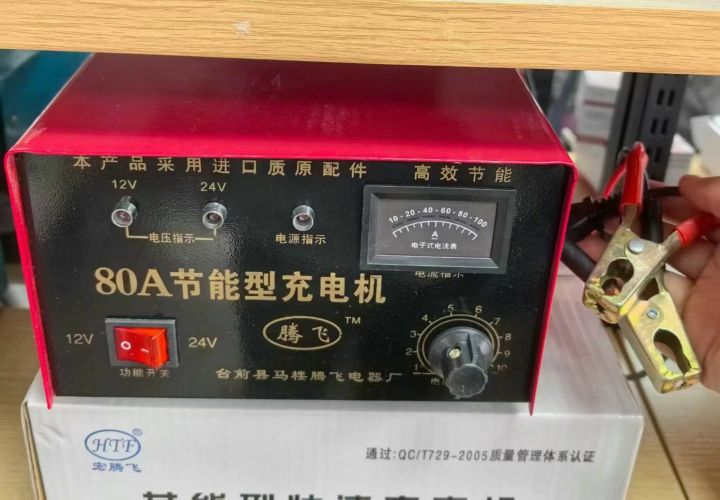 本产品采用进口质原配件 高效节能
12V 24V
电压指示 电源指示
10-20-40-60-80-100
A
电子式电流表
电流指示
80A节能型充电机
腾飞 TM
12V 24V
功能开关
1 2 3 4 5 6 7 8 9 10
台前县马楼腾飞电器厂
HTF®
宏腾飞
通过:QC/T729-2005质量管理体系认证